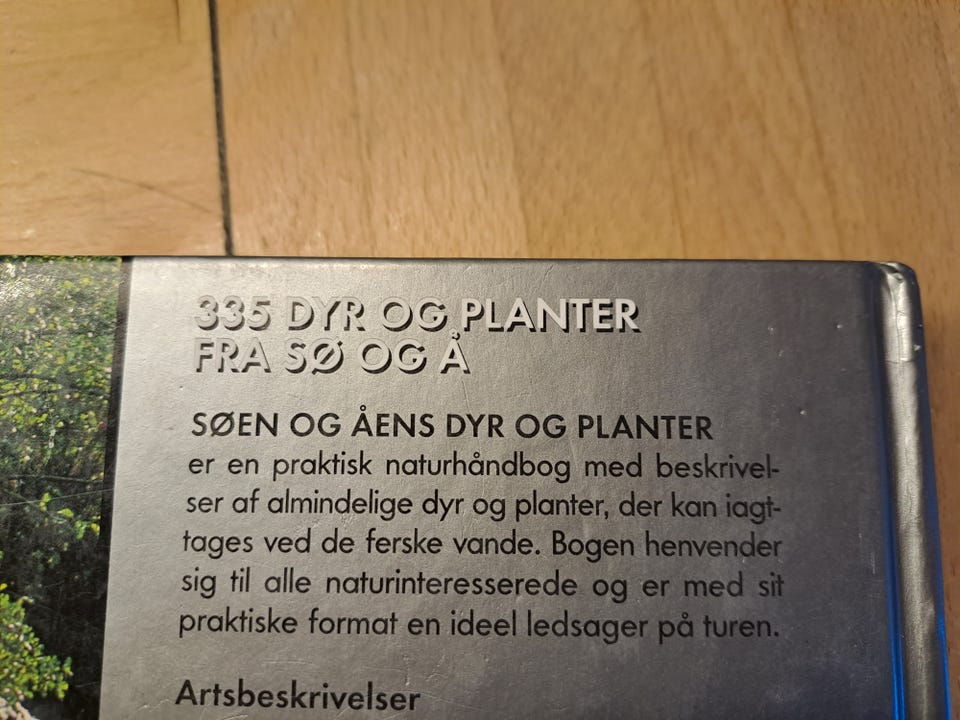 335 DYR OG PLANTER
FRA SØ OG Å
SØEN OG ÅENS DYR OG PLANTER
er en praktisk naturhåndbog med beskrivel-
ser af almindelige dyr og planter, der kan iagt-
tages ved de ferske vande. Bogen henvender
sig til alle naturinteresserede og er med sit
praktiske format en ideel ledsager på turen.
Artsbeskrivelser